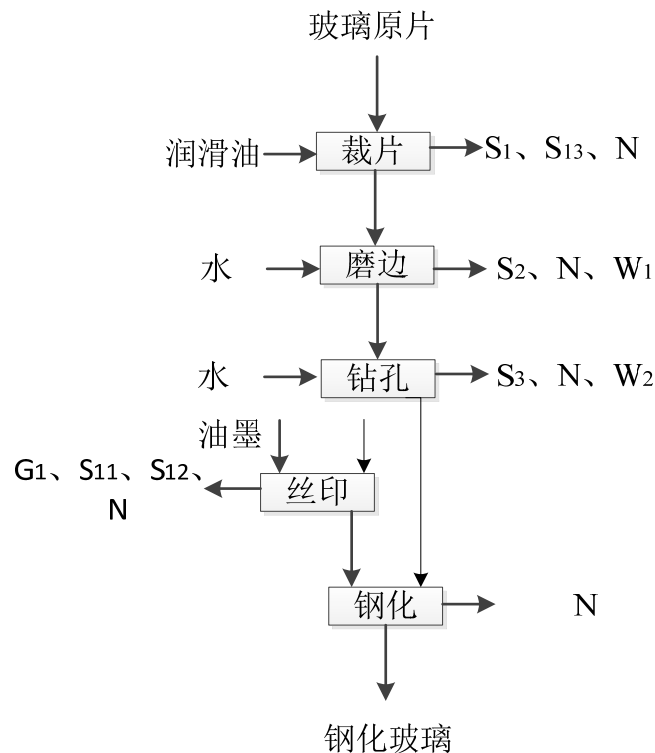 玻璃原片
润滑油
裁片
S1、S13、N
水
磨边
S2、N、W1
水
钻孔
S3、N、W2
油墨
G1、S11、S12、
N
丝印
钢化
N
钢化玻璃